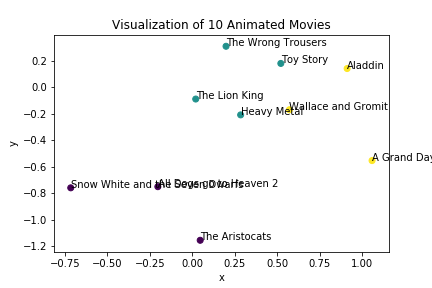 Visualization of 10 Animated Movies
The Wrong Trousers
Toy Story
Aladdin
The Lion King
Wallace and Gromit
Heavy Metal
A Grand Day
Snow White and the Seven Dwarfs
All Dogs go to Heaven 2
The Aristocats
y
0.2
0.0
−0.2
−0.4
−0.6
−0.8
−1.0
−1.2
−0.75
−0.50
−0.25
0.00
0.25
0.50
0.75
1.00
x